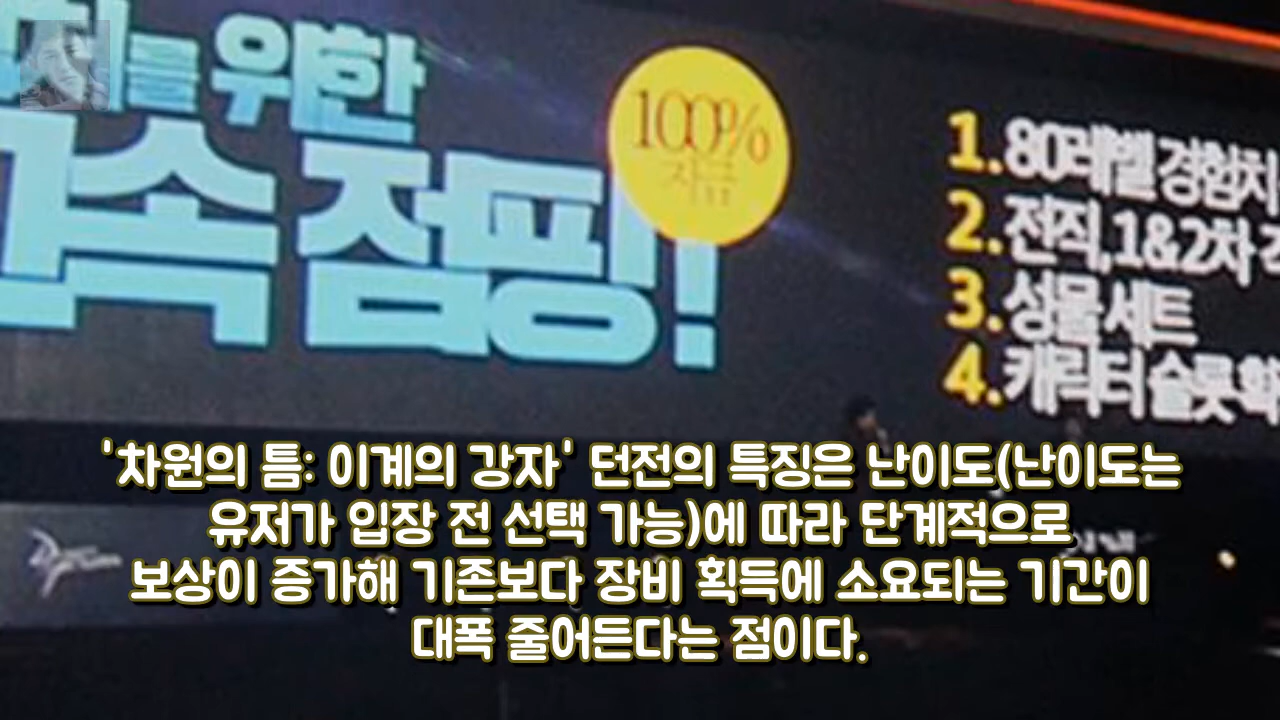 를 위한
속 점핑!
100%
지급
1. 80레벨 경험치
2. 전직, 1&2차 각
3. 성물 세트
4. 캐릭터 슬롯 확
'차원의 틈: 이계의 강자' 던전의 특징은 난이도(난이도는
유저가 입장 전 선택 가능)에 따라 단계적으로
보상이 증가해 기존보다 장비 획득에 소요되는 기간이
대폭 줄어든다는 점이다.